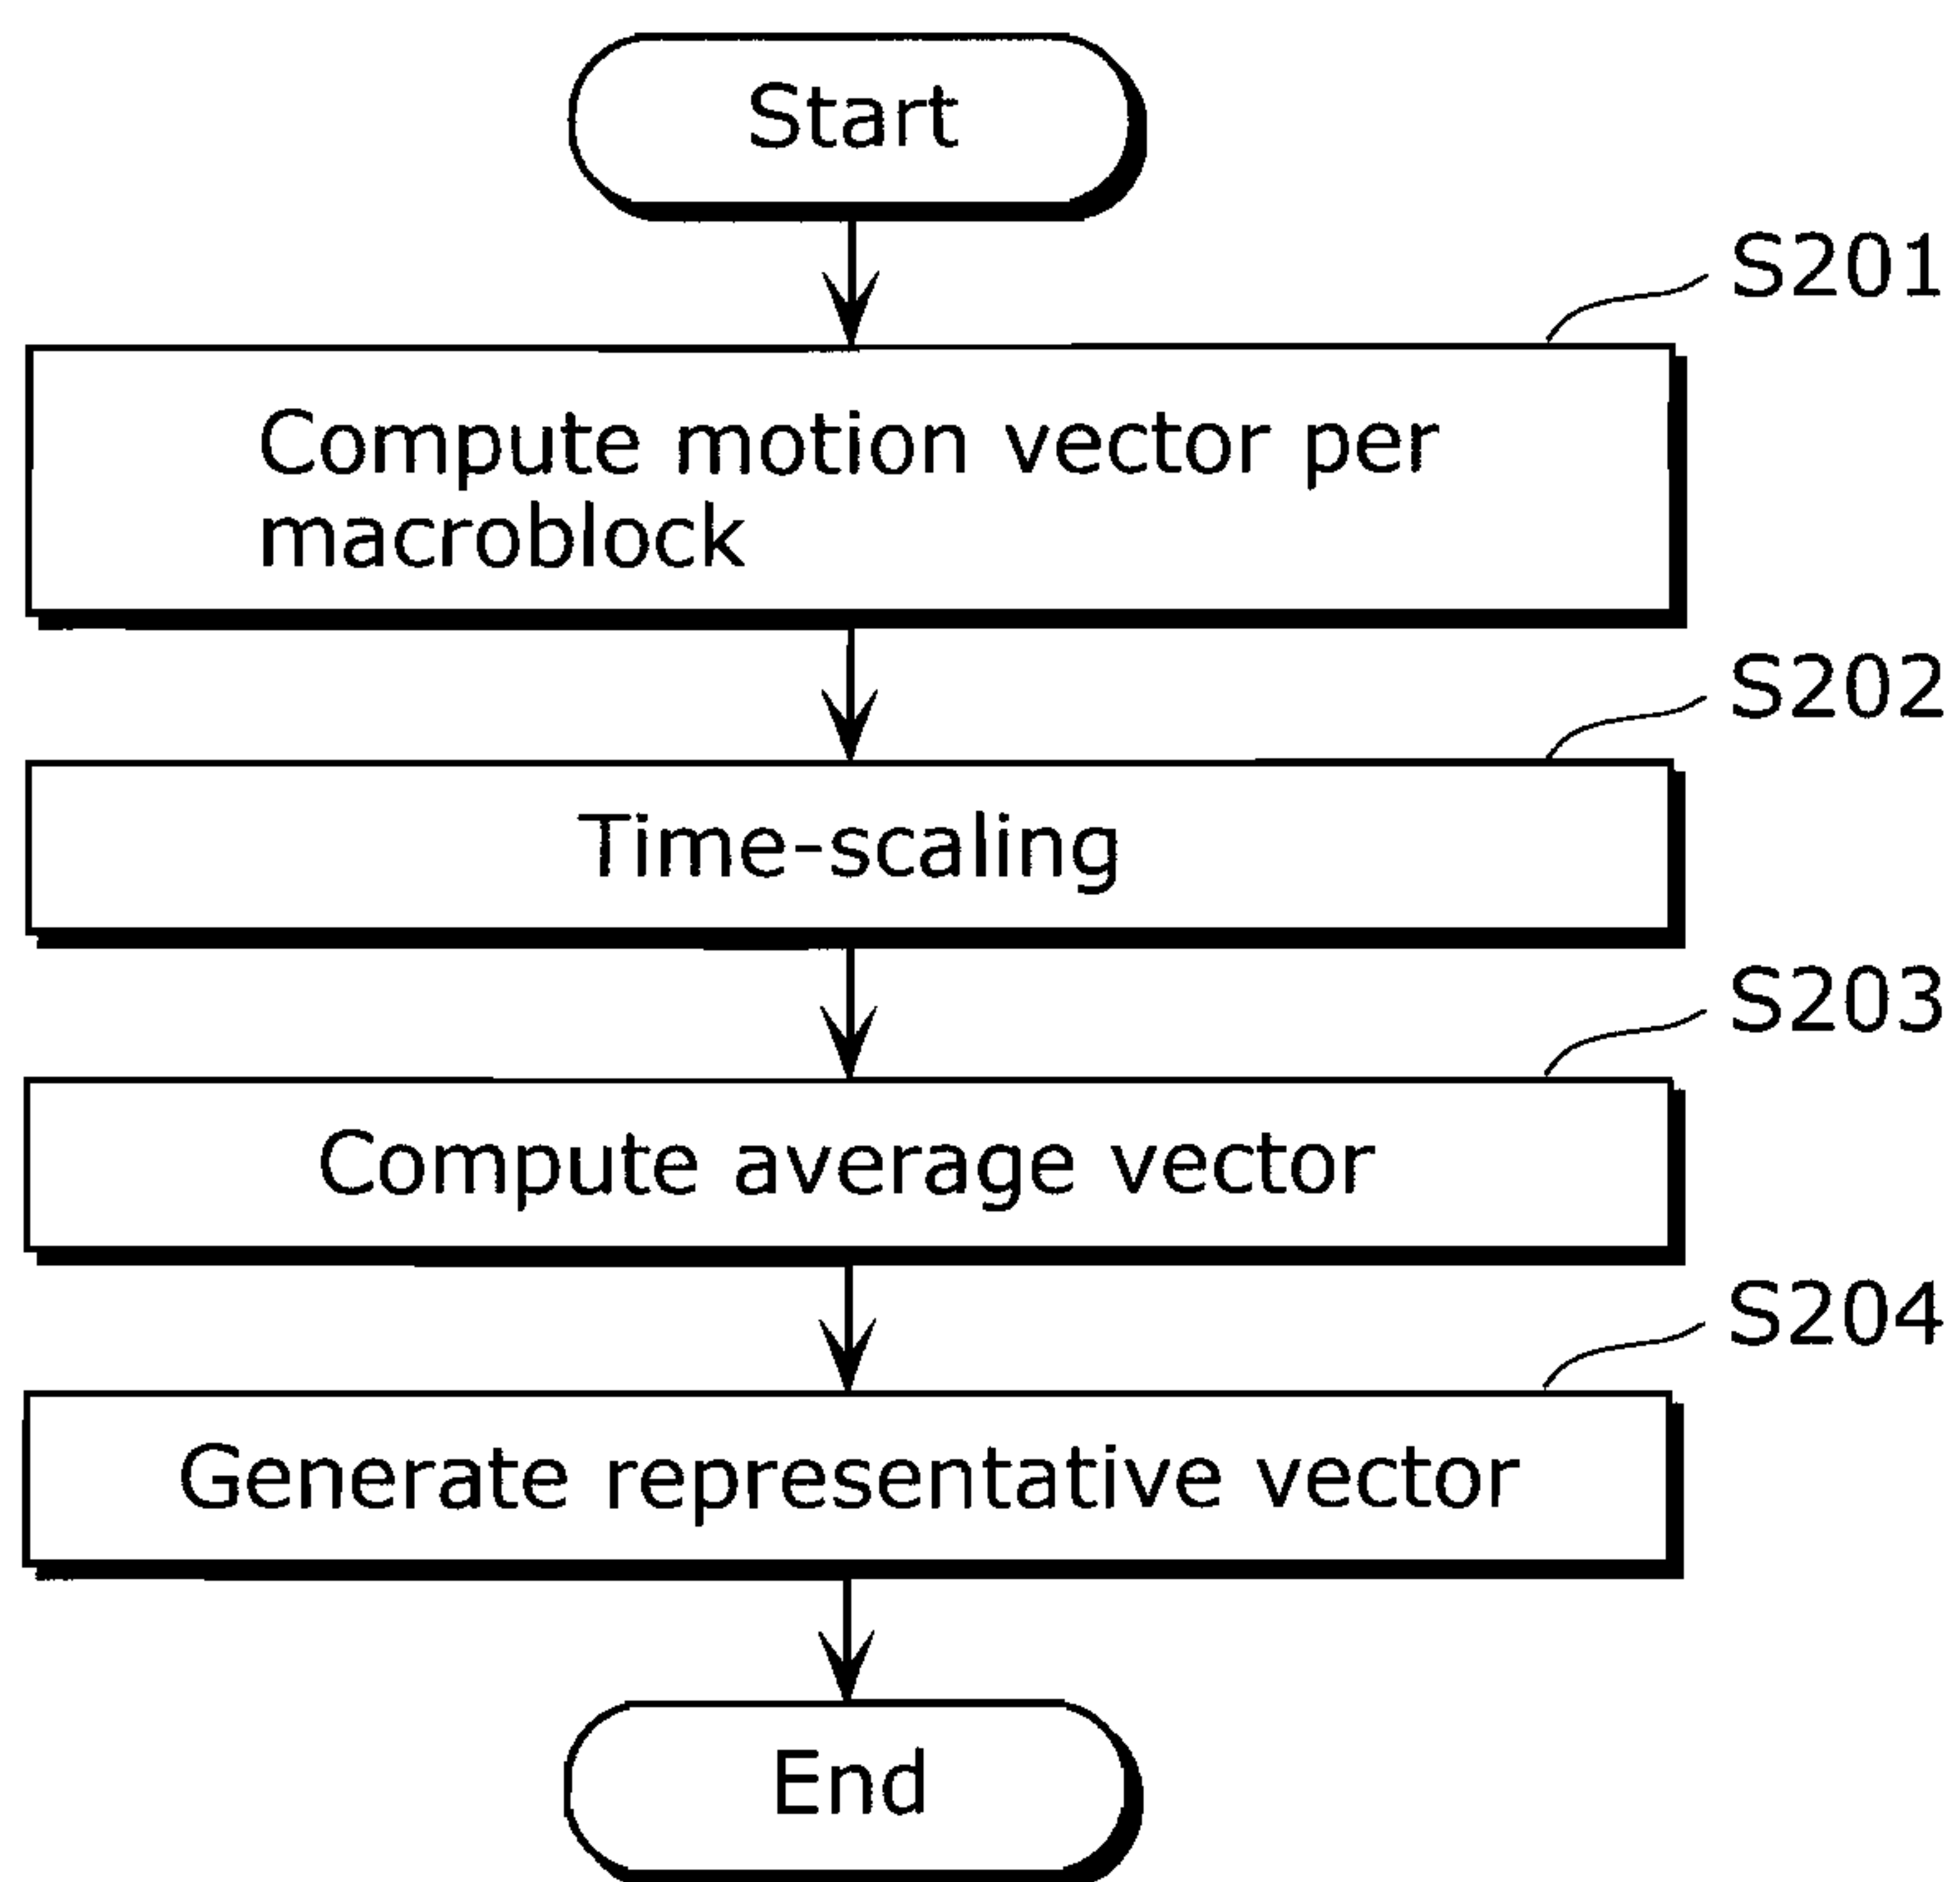 Start
S201
Compute motion vector per
macroblock
S202
Time-scaling
S203
Compute average vector
S204
Generate representative vector
End